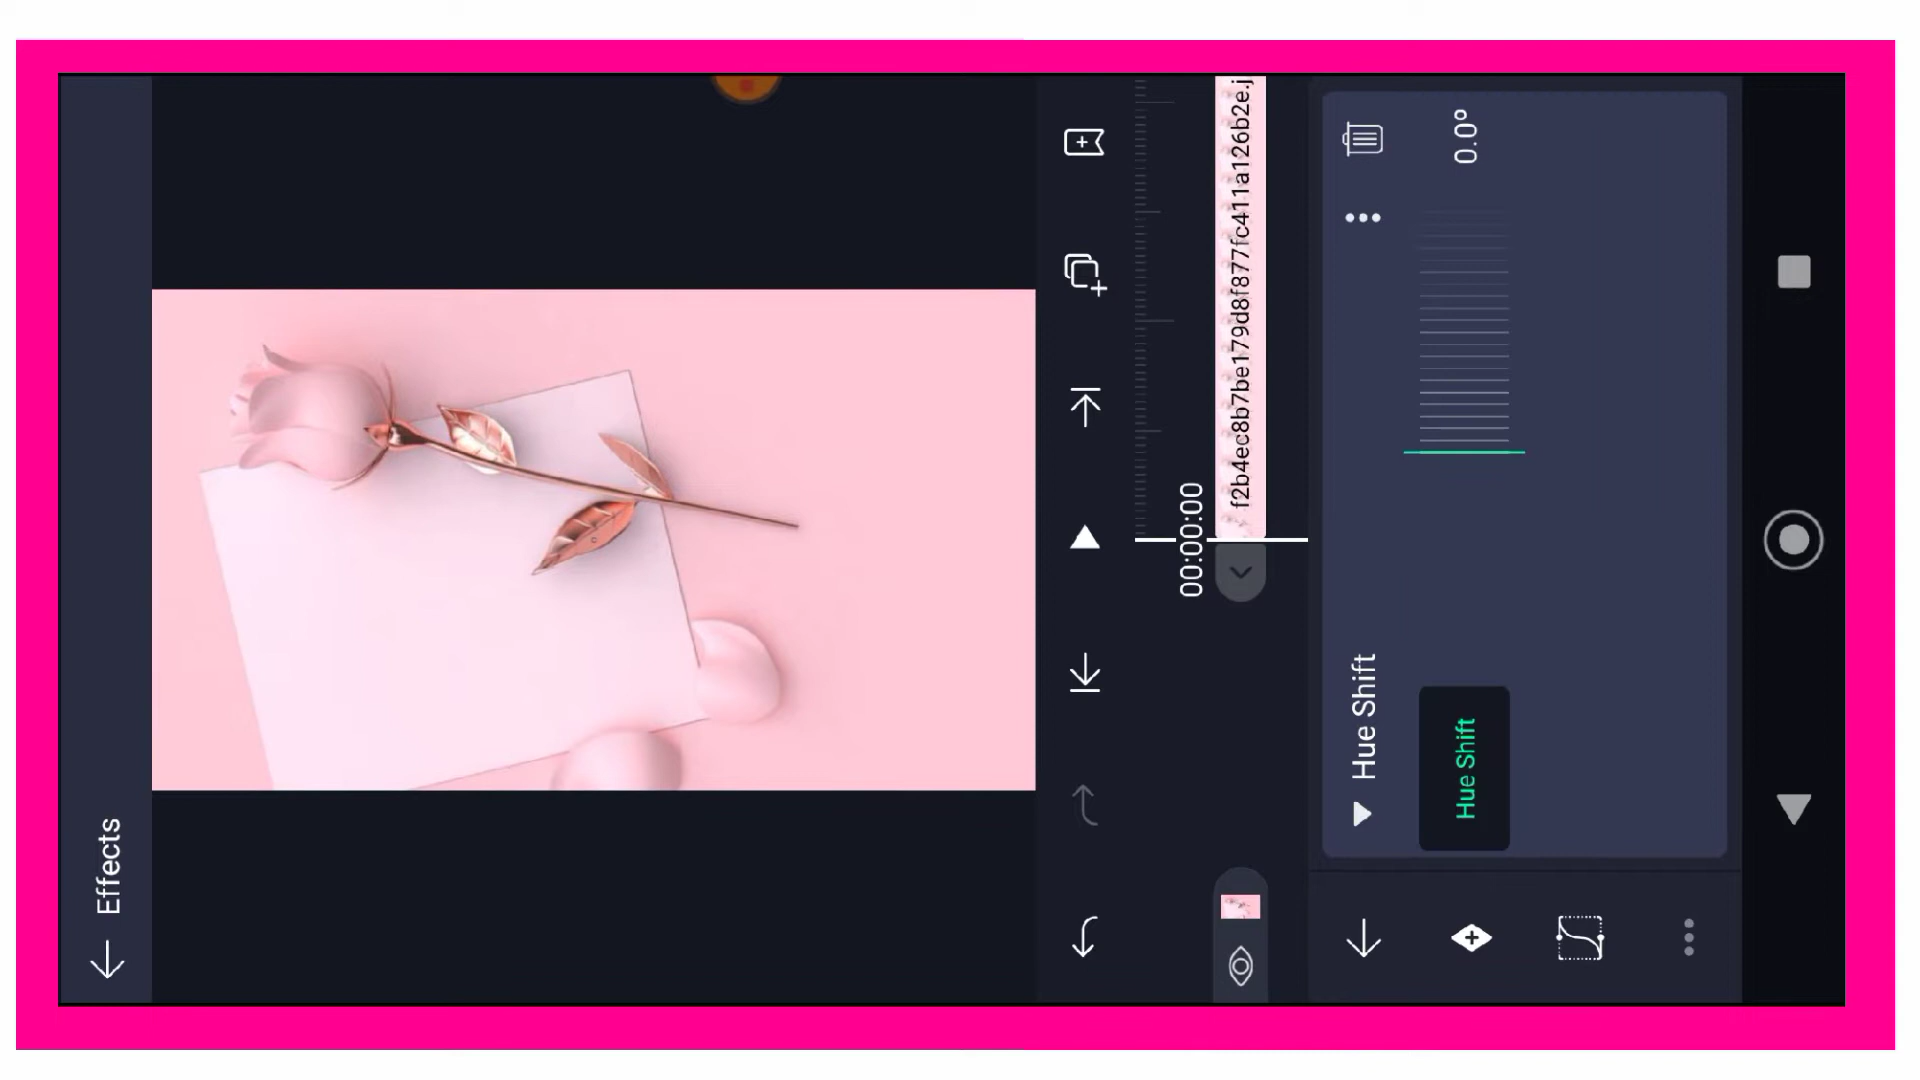 Effects
00:00:00
f2b4ec8b7be179d8f877fc411a126b2e.j
Hue Shift
Hue Shift
0.0°